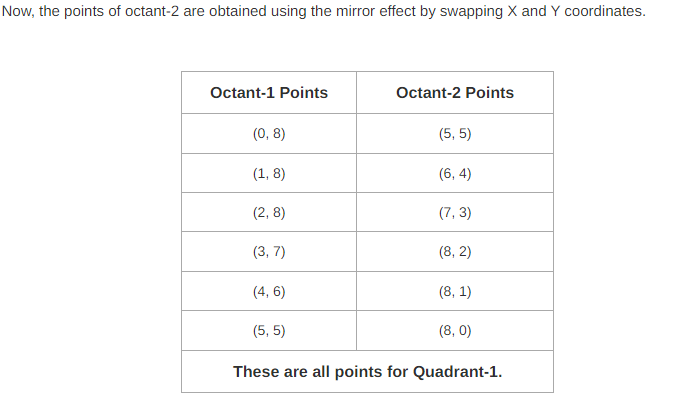 Now, the points of octant-2 are obtained using the mirror effect by swapping X and Y coordinates.
Octant-1 Points Octant-2 Points
(0, 8) (5, 5)
(1, 8) (6, 4)
(2, 8) (7, 3)
(3, 7) (8, 2)
(4, 6) (8, 1)
(5, 5) (8, 0)
These are all points for Quadrant-1.